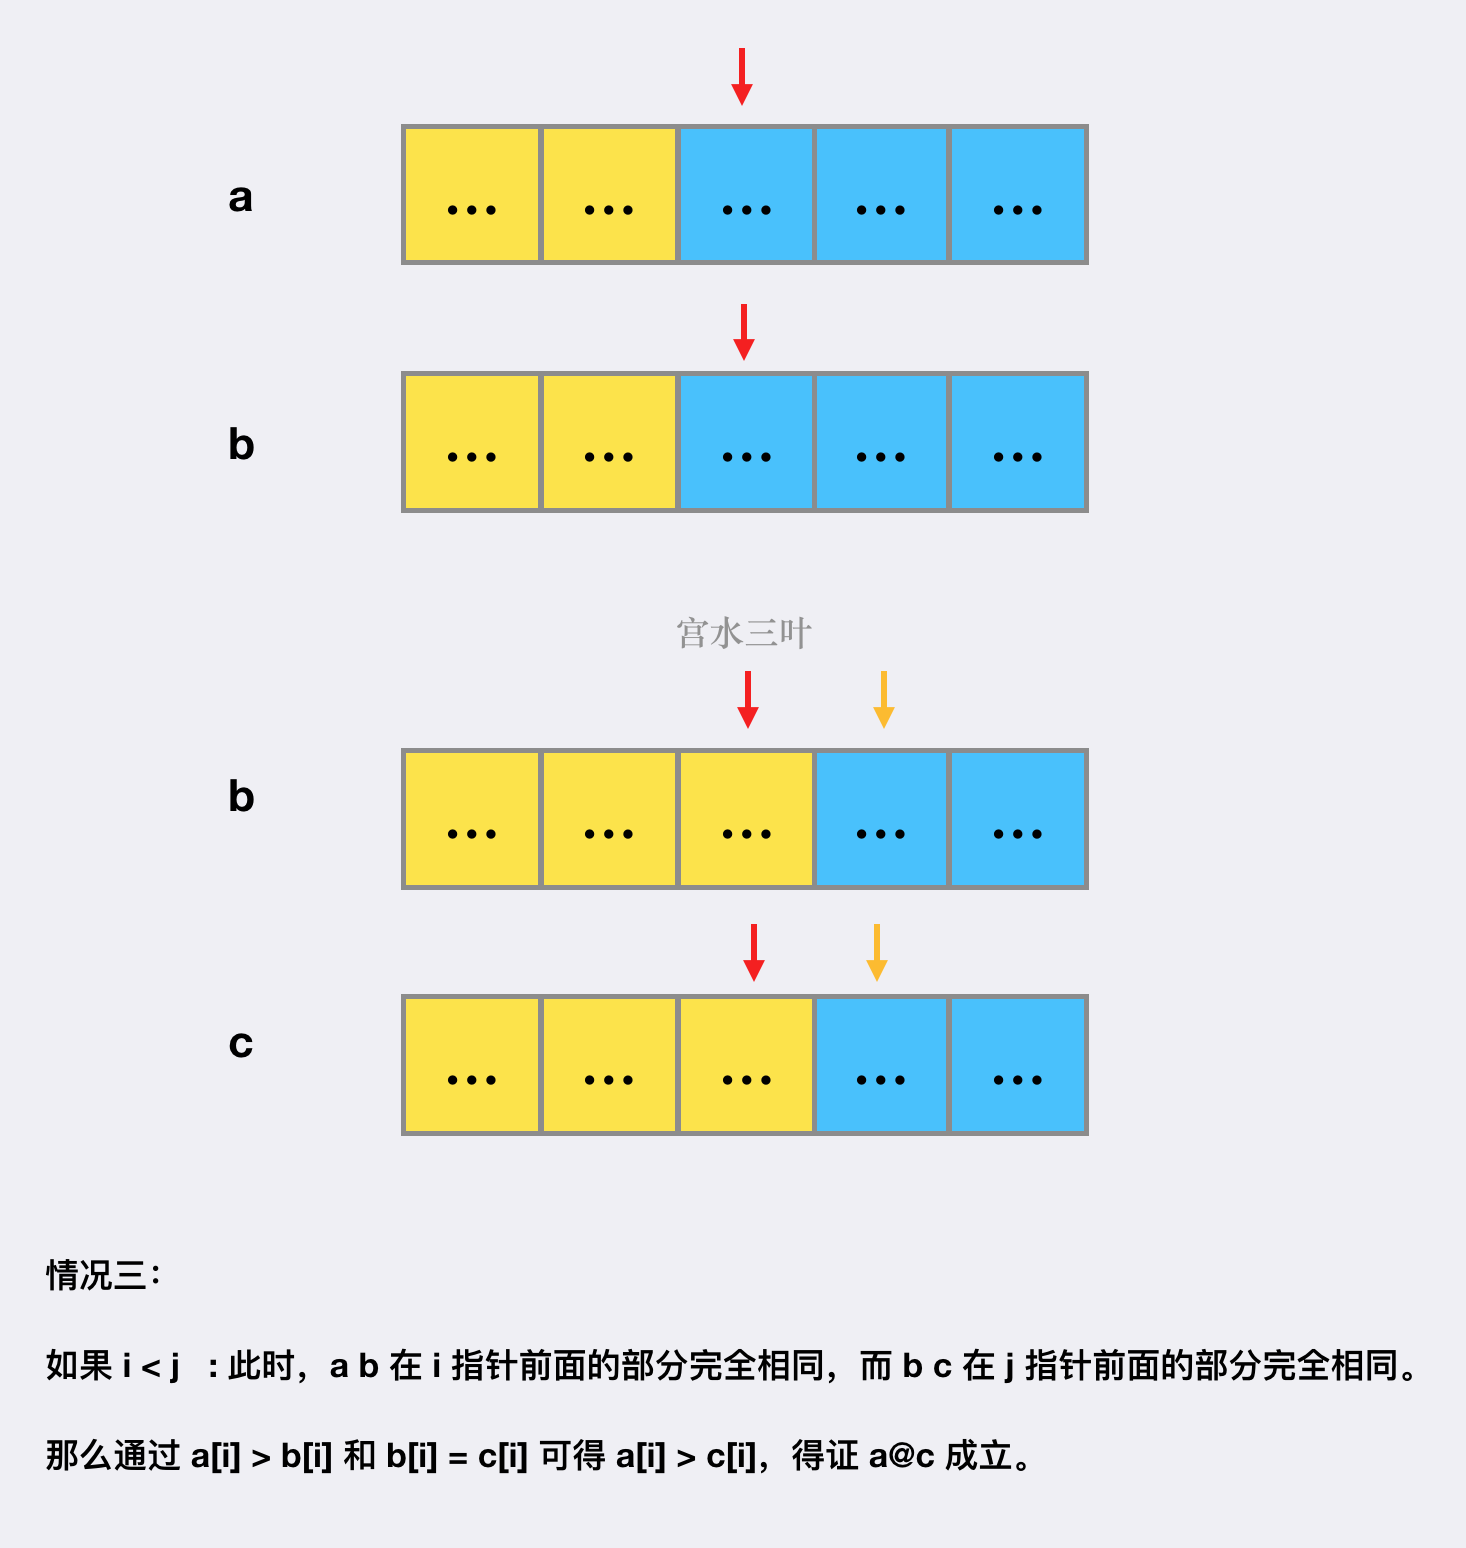 a
... ... ... ... ...
b
... ... ... ... ...
宫水三叶
b
... ... ... ... ...
c
... ... ... ... ...
情况三：
如果 i < j ：此时，a b 在 i 指针前面的部分完全相同，而 b c 在 j 指针前面的部分完全相同。
那么通过 a[i] > b[i] 和 b[i] = c[i] 可得 a[i] > c[i]，得证 a@c 成立。